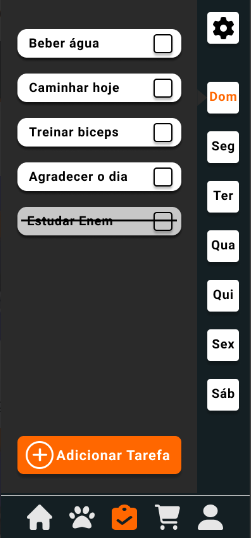 Beber água
Caminhar hoje
Treinar biceps
Agradecer o dia
Estudar Enem
Adicionar Tarefa
Dom
Seg
Ter
Qua
Qui
Sex
Sáb